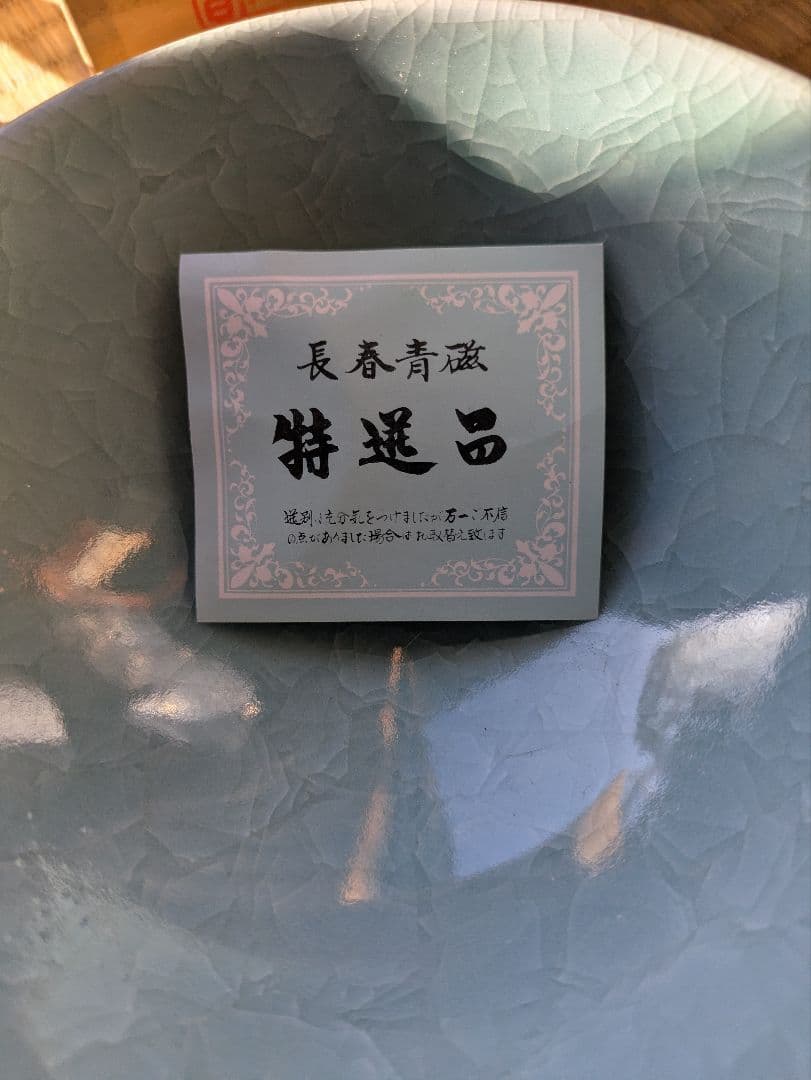 長春青磁
特選品
選別は充分気をつけましたが万一ご不信
の点がありました場合はお取替え致します